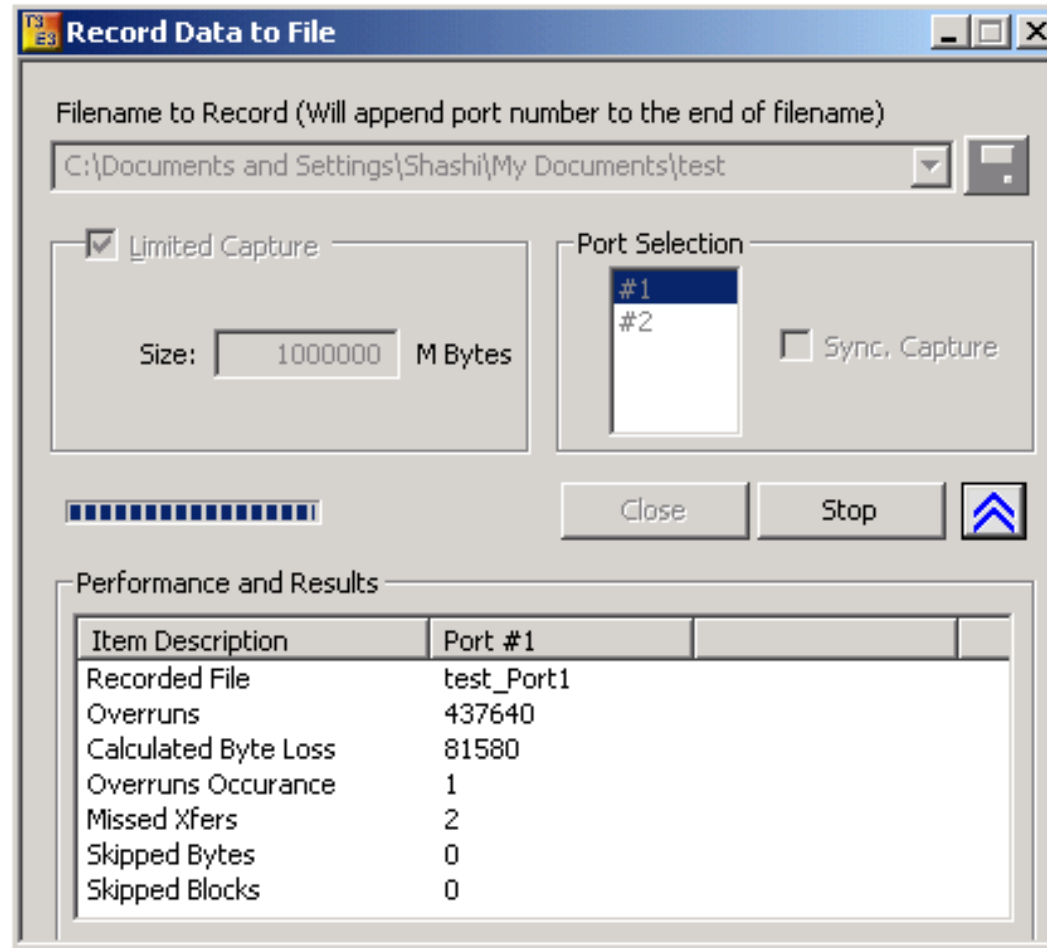 T3 E3 Record Data to File
Filename to Record (Will append port number to the end of filename)
C:\Documents and Settings\Shashi\My Documents\test
Limited Capture
Port Selection
#1
#2
Size: 1000000 M Bytes
Sync. Capture
Close Stop
Performance and Results
Item Description Port #1
Recorded File test_Port1
Overruns 437640
Calculated Byte Loss 81580
Overruns Occurance 1
Missed Xfers 2
Skipped Bytes 0
Skipped Blocks 0